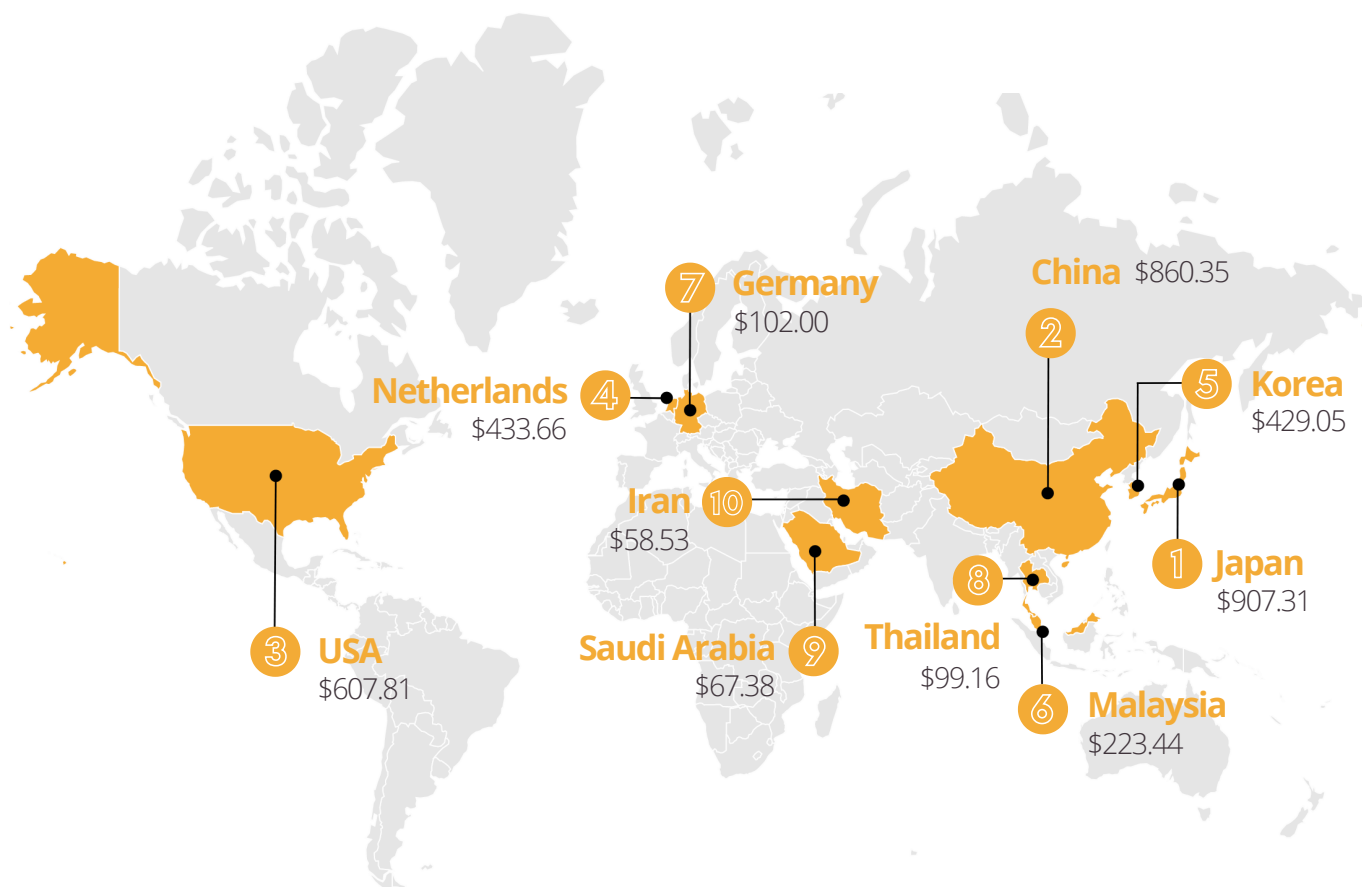 7
Germany
$102.00
China $860.35
2
Netherlands
4
$433.66
5
Korea
$429.05
Iran
10
$58.53
8
1
Japan
$907.31
3
USA
$607.81
Saudi Arabia
9
$67.38
Thailand
$99.16
6
Malaysia
$223.44